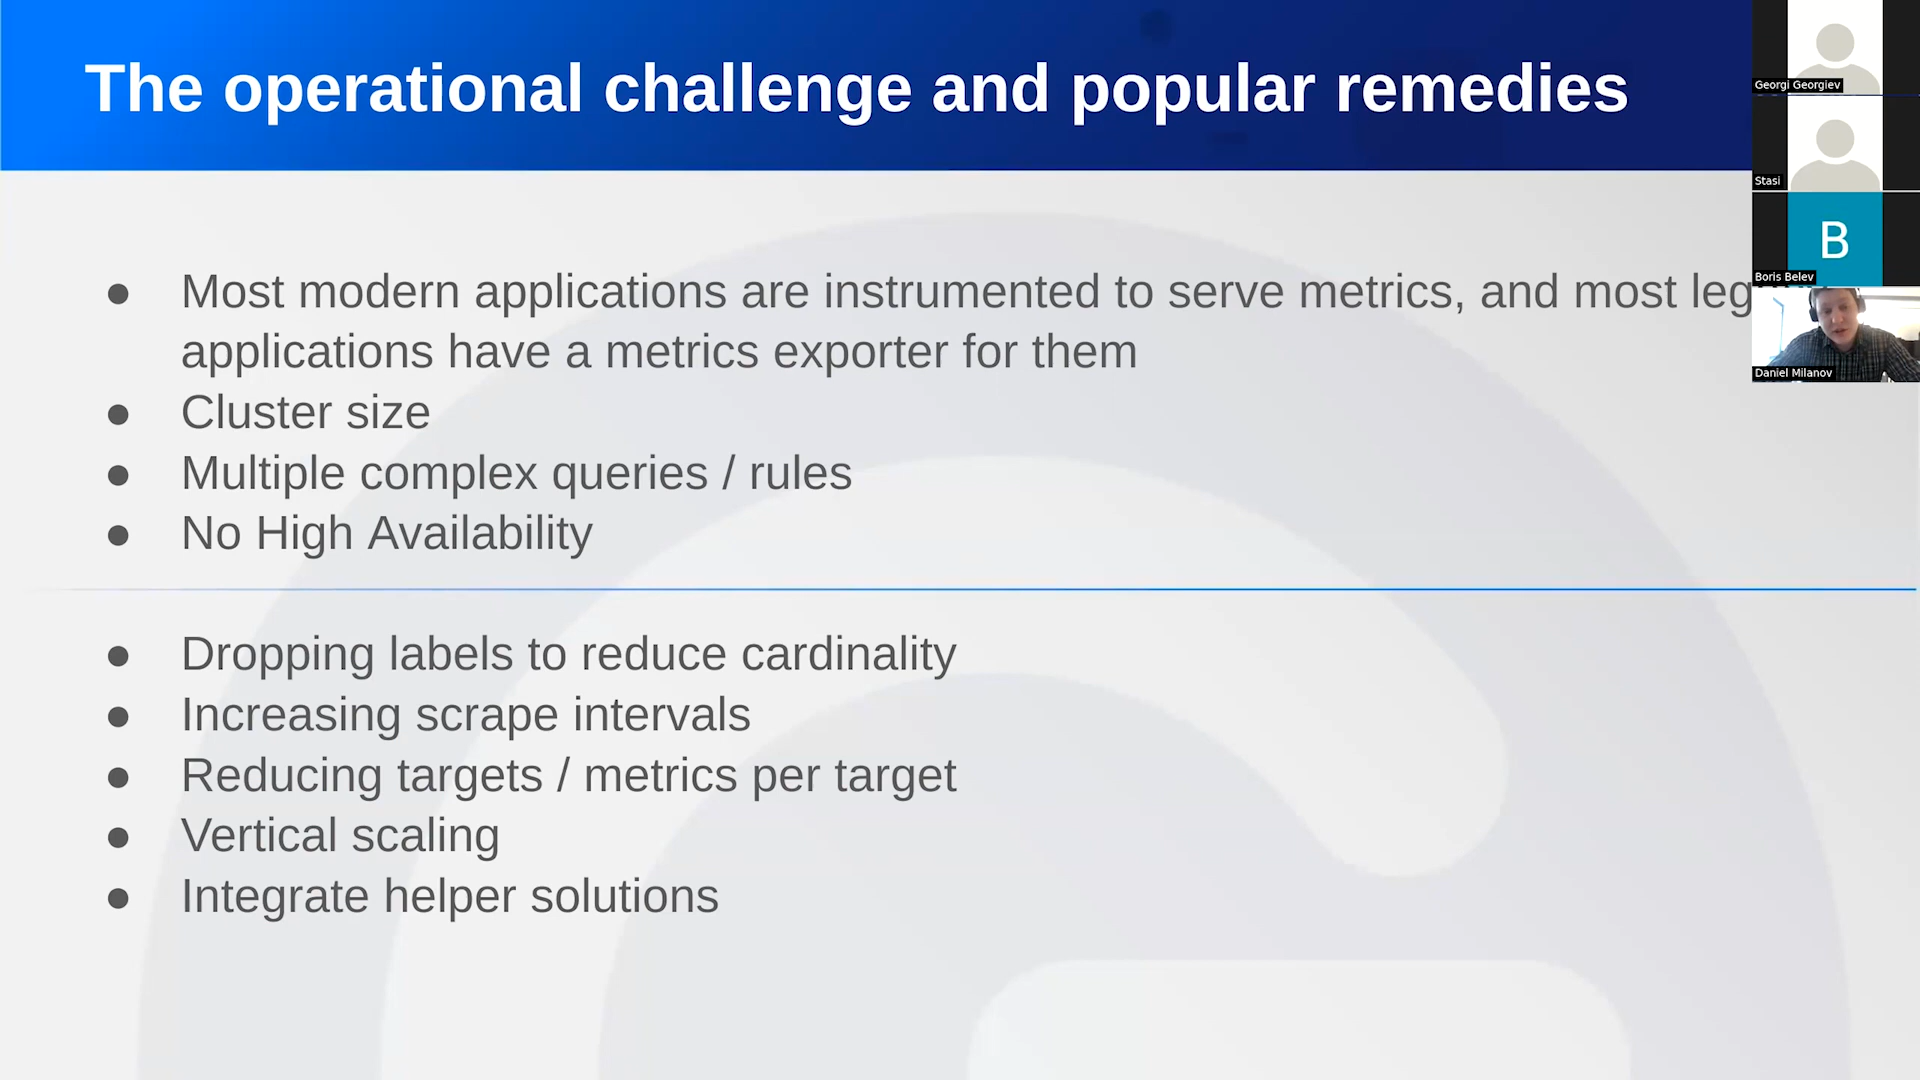 The operational challenge and popular remedies
● Most modern applications are instrumented to serve metrics, and most
applications have a metrics exporter for them
● Cluster size
● Multiple complex queries / rules
● No High Availability
● Dropping labels to reduce cardinality
● Increasing scrape intervals
● Reducing targets / metrics per target
● Vertical scaling
● Integrate helper solutions
Georgi Georgiev
Stasi
B
Boris Belev
Daniel Milanov